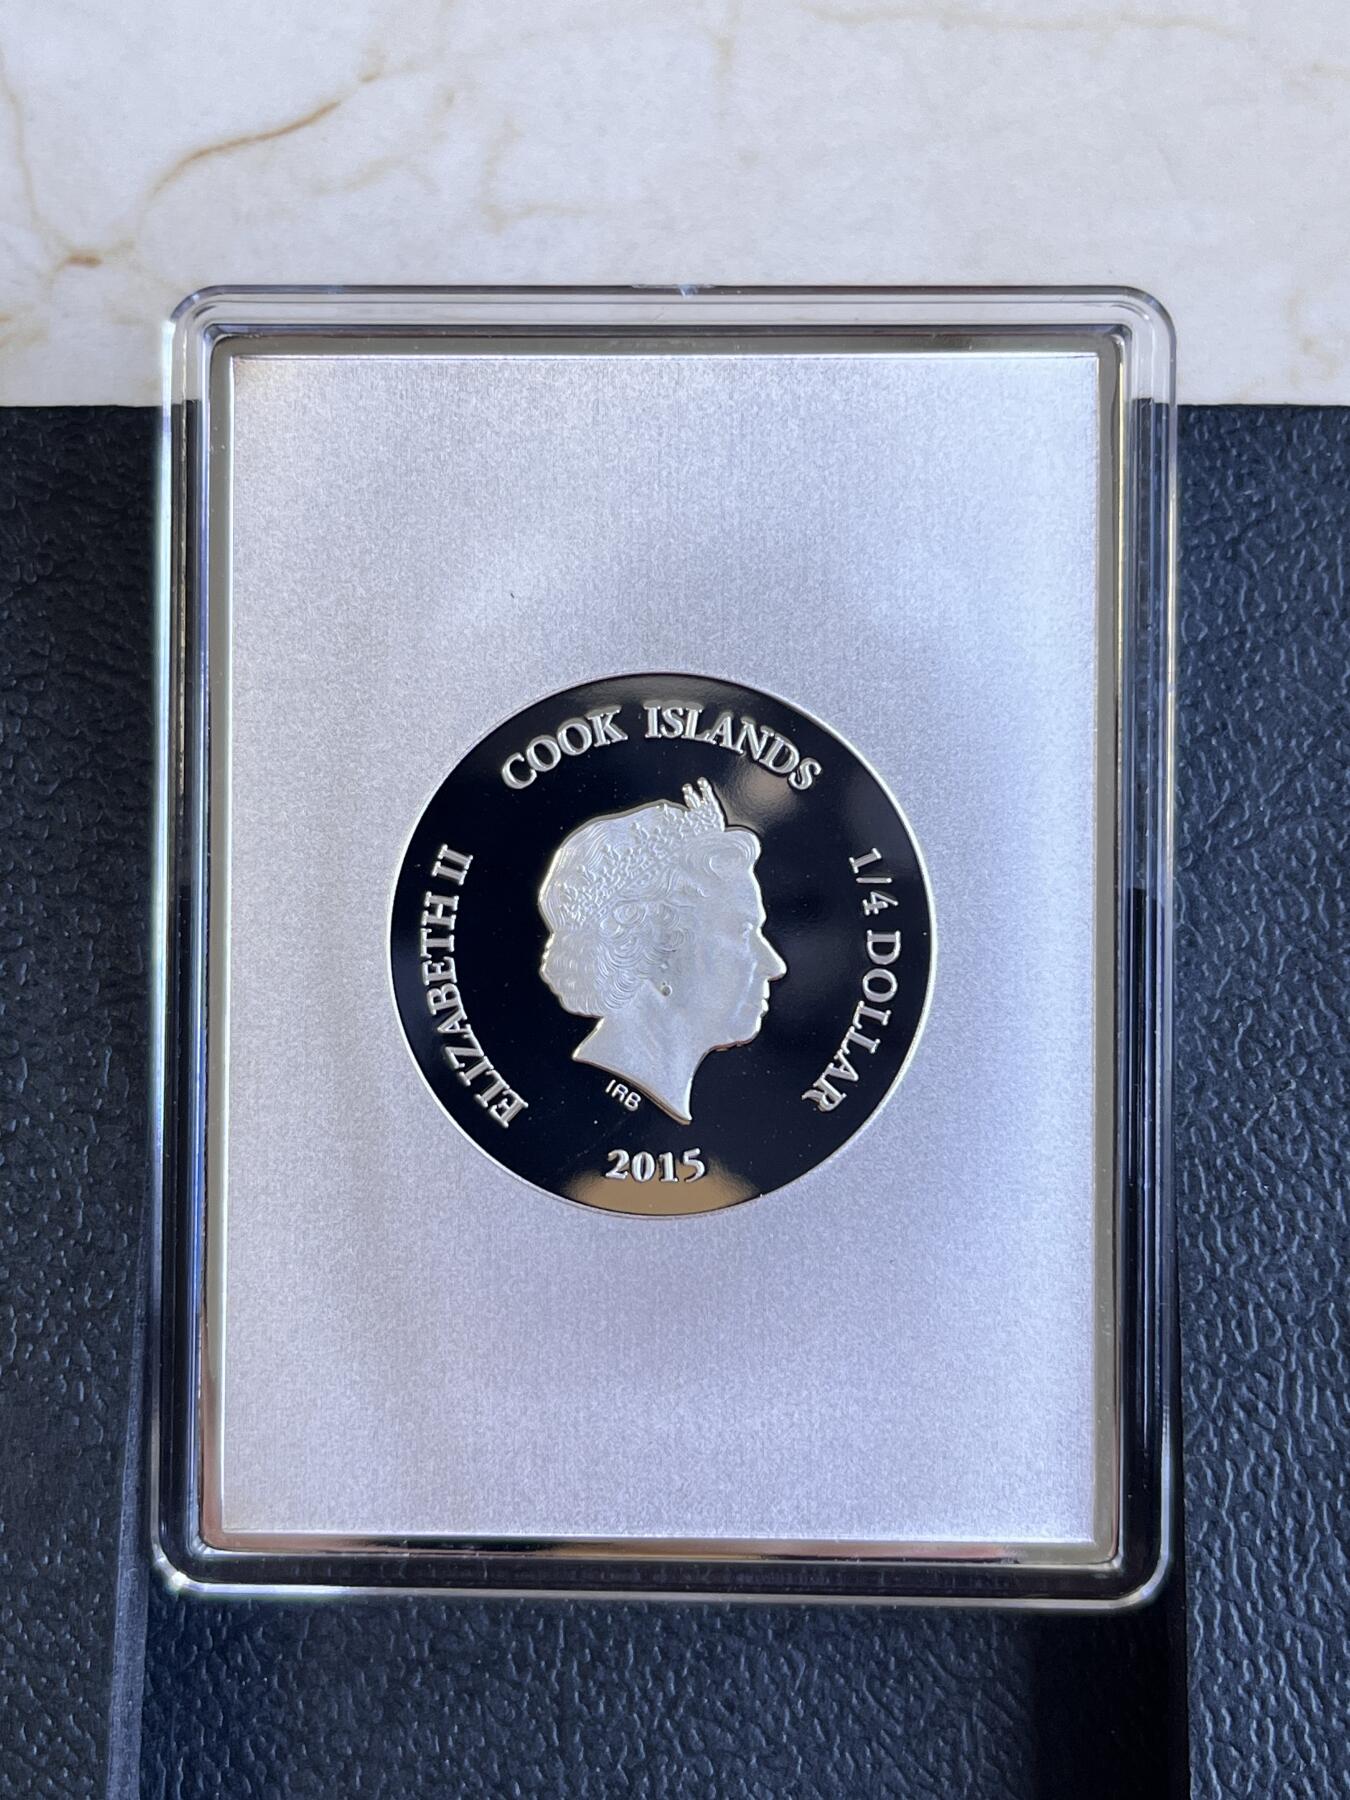 COOK ISLANDS
ELIZABETH II
1/4 DOLLAR
IRB
2015